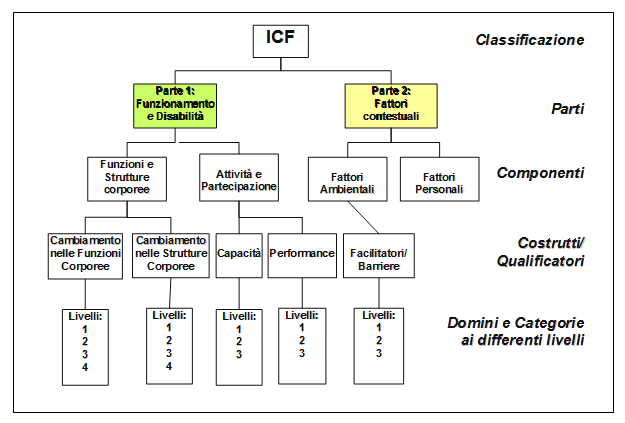 ICF
Classificazione
Parte 1:
Funzionamento
e Disabilità
Parte 2:
Fattori
contestuali
Parti
Funzioni e
Strutture
corporee
Attività e
Partecipazione
Fattori
Ambientali
Fattori
Personali
Componenti
Cambiamento
nelle Funzioni
Corporee
Cambiamento
nelle Strutture
Corporee
Capacità
Performance
Facilitatori/
Barriere
Costrutti/
Qualificatori
Livelli:
1
2
3
4
Livelli:
1
2
3
4
Livelli:
1
2
3
Livelli:
1
2
3
Livelli:
1
2
3
Domini e Categorie
ai differenti livelli